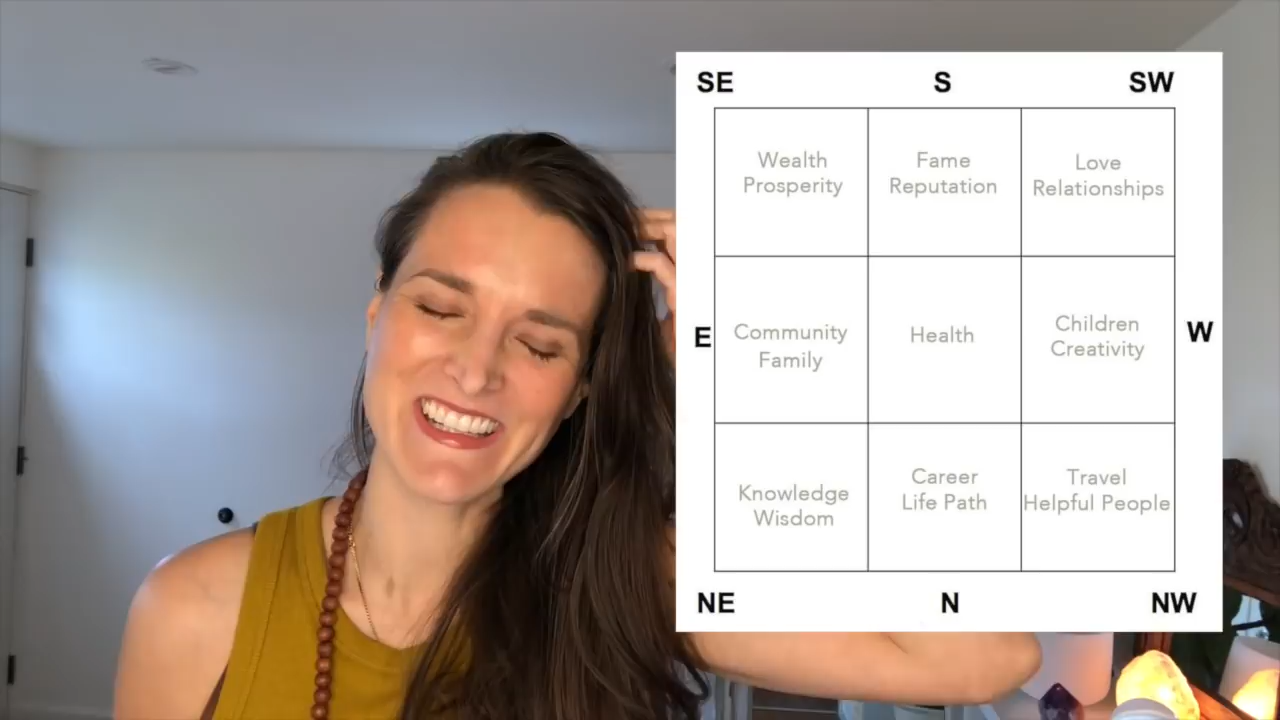 SE S SW
Wealth
Prosperity
Fame
Reputation
Love
Relationships
E
Community
Family
Health
Children
Creativity
W
Knowledge
Wisdom
Career
Life Path
Travel
Helpful People
NE N NW